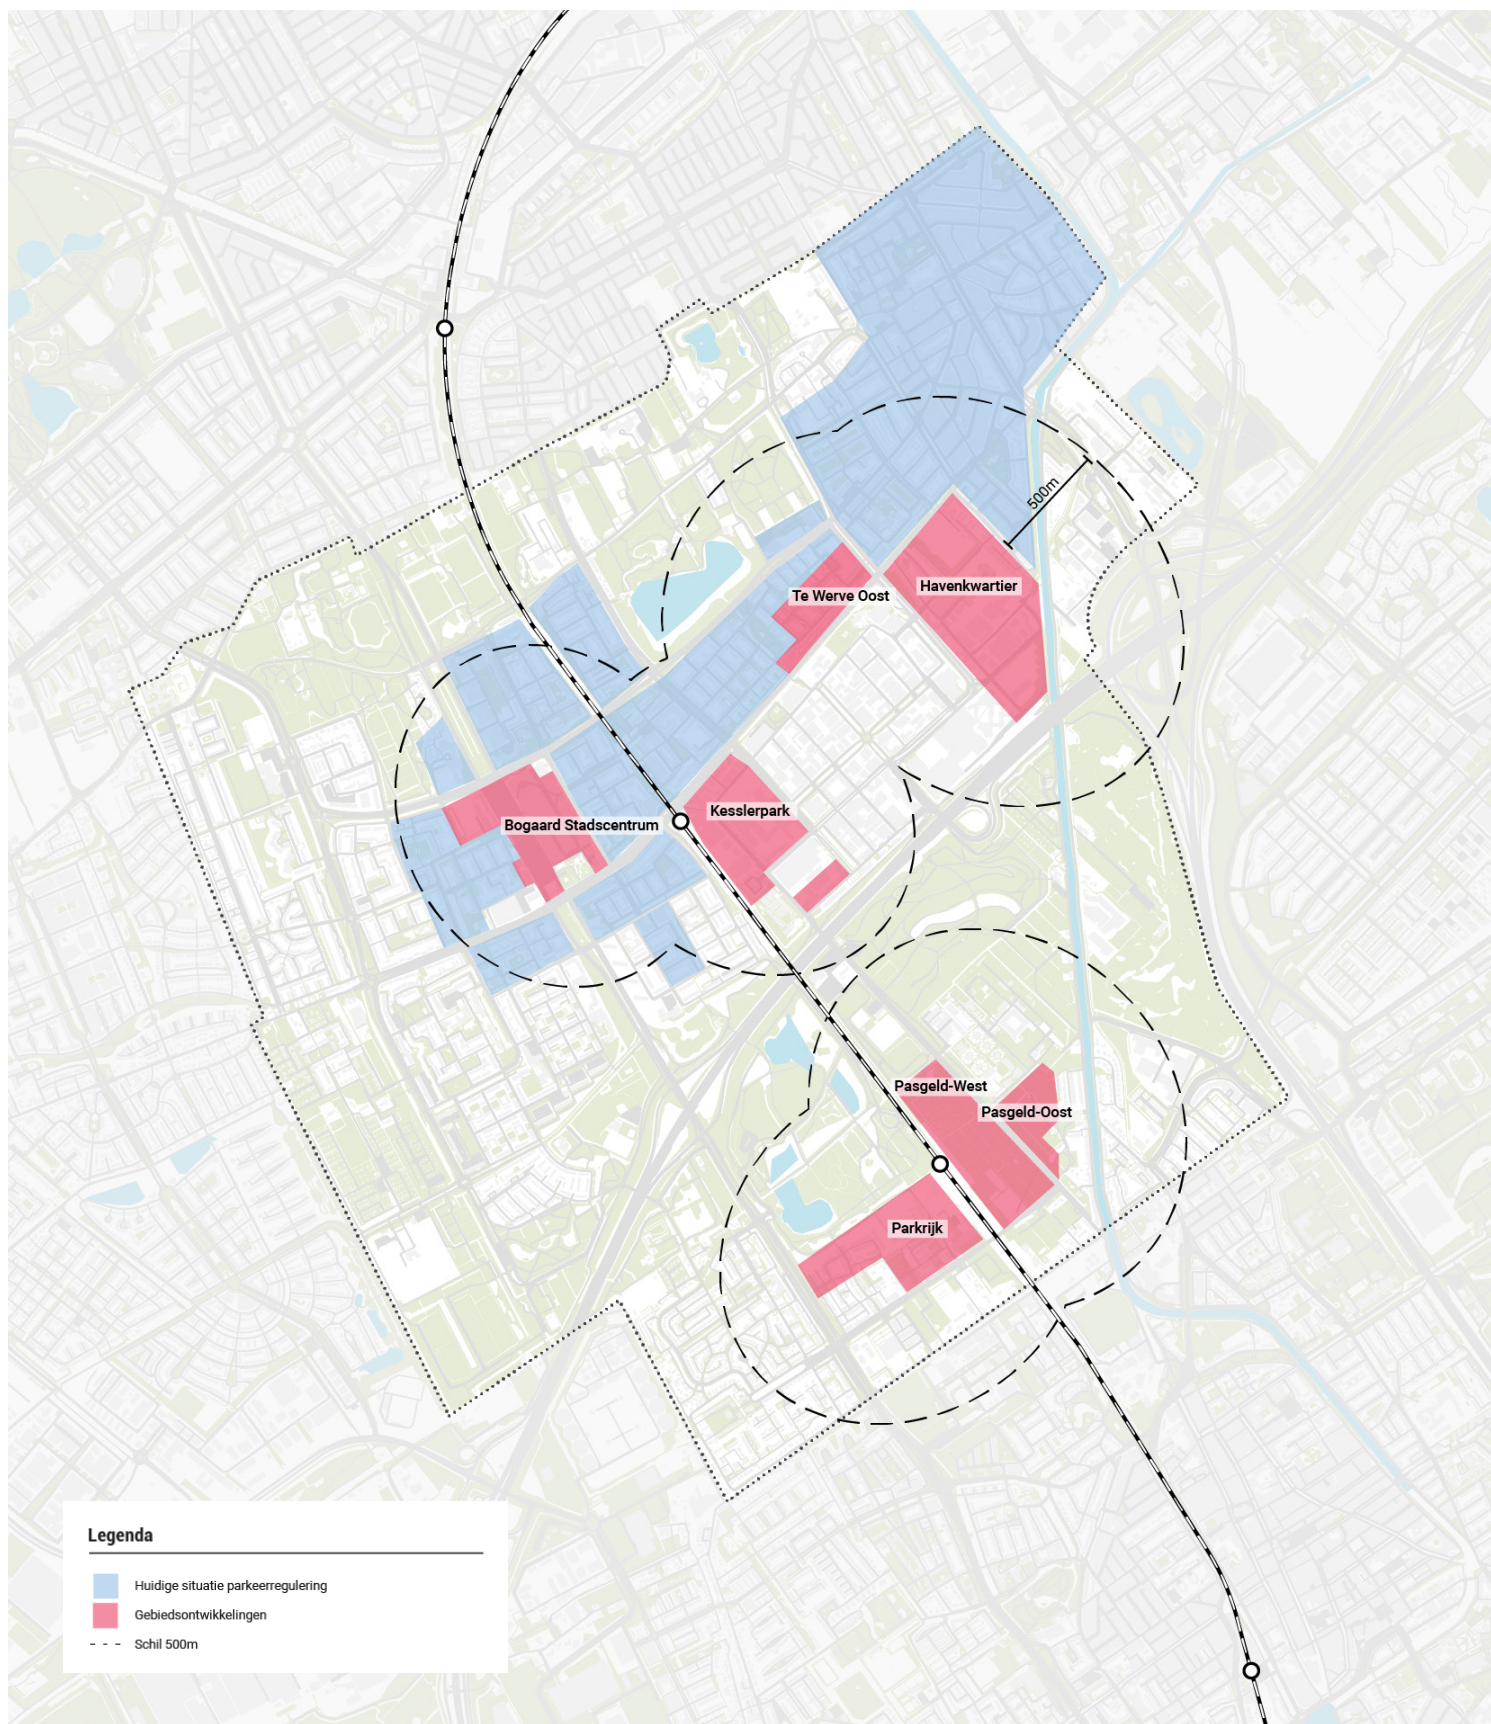 500m
Te Werve Oost
Havenkwartier
Kesslerpark
Bogaard Stadscentrum
Pasgeld-West
Pasgeld-Oost
Parkrijk
Legenda
Huidige situatie parkeerregulering
Gebiedsontwikkelingen
Schil 500m